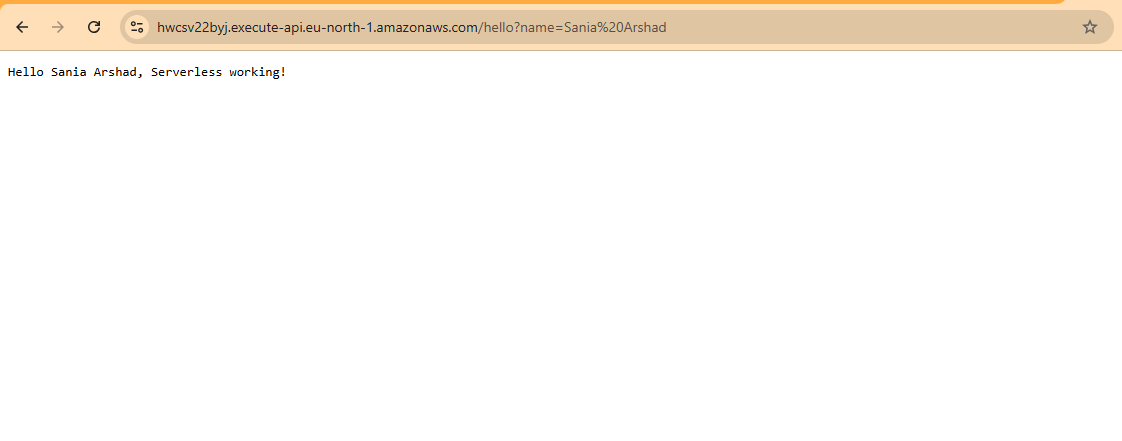 hwcsv22byj.execute-api.eu-north-1.amazonaws.com/hello?name=Sania%20Arshad
Hello Sania Arshad, Serverless working!